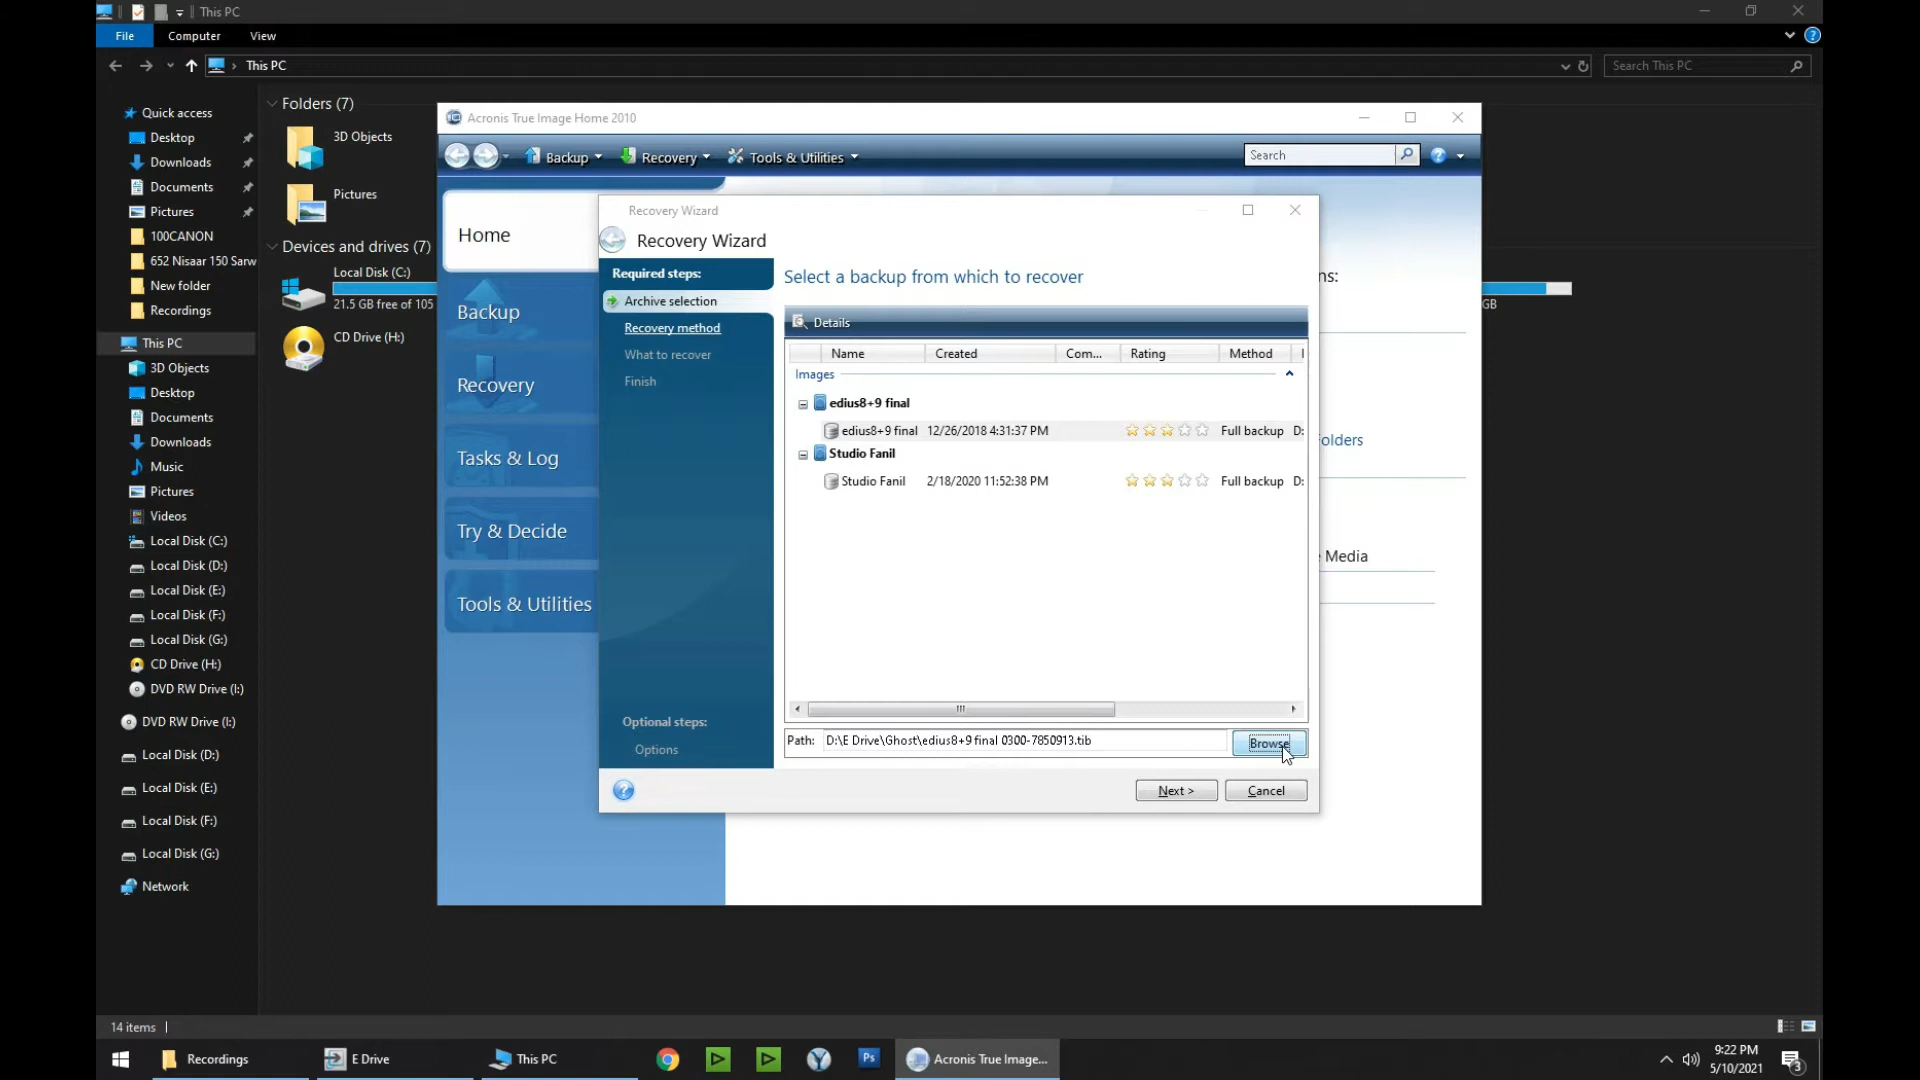 This PC
File
Computer
View
This PC
Search This PC
Quick access
Desktop
Downloads
Documents
Pictures
100CANON
652 Nisaar 150 Sarw
New folder
Recordings
This PC
3D Objects
Desktop
Documents
Downloads
Music
Pictures
Videos
Local Disk (C:)
Local Disk (D:)
Local Disk (E:)
Local Disk (F:)
Local Disk (G:)
CD Drive (H:)
DVD RW Drive (I:)
DVD RW Drive (I:)
Local Disk (D:)
Local Disk (E:)
Local Disk (F:)
Local Disk (G:)
Network
Folders (7)
3D Objects
Pictures
Devices and drives (7)
Local Disk (C:)
21.5 GB free of 105
CD Drive (H:)
Acronis True Image Home 2010
Backup
Recovery
Tools & Utilities
Search
Home
Backup
Recovery
Tasks & Log
Try & Decide
Tools & Utilities
ns:
olders
e Media
GB
Recovery Wizard
Recovery Wizard
Required steps:
Archive selection
Recovery method
What to recover
Finish
Optional steps:
Options
Select a backup from which to recover
Details
Name Created Com... Rating Method
Images
edius8+9 final
edius8+9 final 12/26/2018 4:31:37 PM Full backup D:
Studio Fanil
Studio Fanil 2/18/2020 11:52:38 PM Full backup D:
Path: D:\E Drive\Ghost\edius8+9 final 0300-7850913.tib
Browse
Next >
Cancel
14 items
Recordings
E Drive
This PC
Ps
Acronis True Image...
9:22 PM
5/10/2021
3